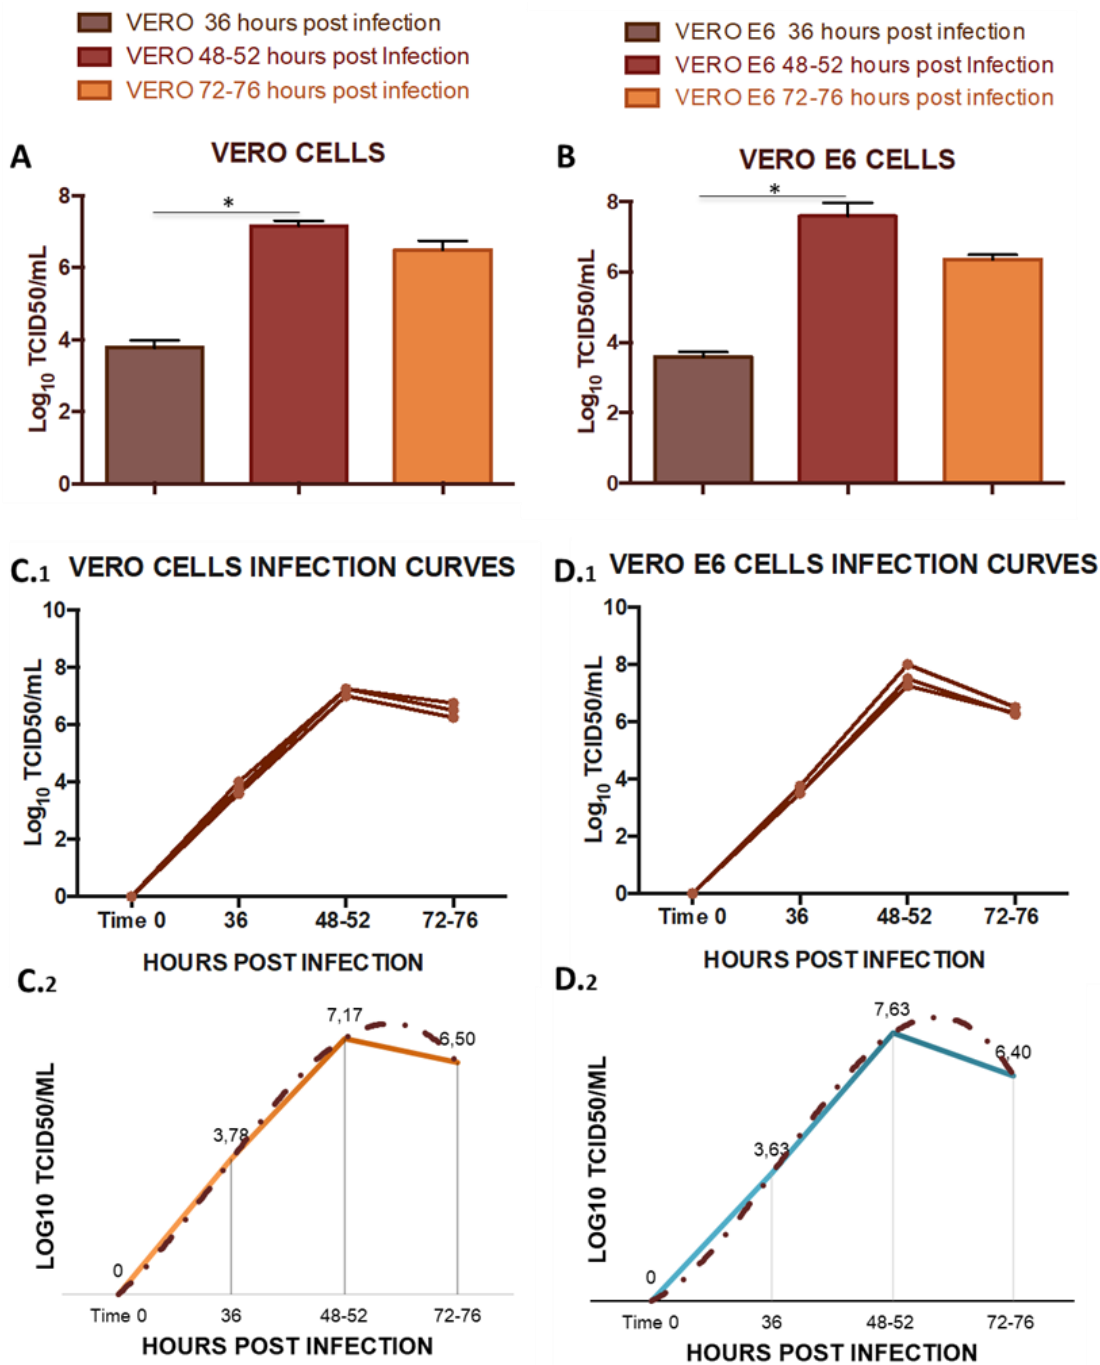 VERO 36 hours post infection
VERO 48-52 hours post Infection
VERO 72-76 hours post infection
VERO E6 36 hours post infection
VERO E6 48-52 hours post Infection
VERO E6 72-76 hours post infection
A
VERO CELLS
Log10 TCID50/mL
8
6
4
2
0
*
B
VERO E6 CELLS
Log10 TCID50/mL
8
6
4
2
0
*
C.1 VERO CELLS INFECTION CURVES
Log10 TCID50/mL
10
8
6
4
2
0
Time 0 36 48-52 72-76
HOURS POST INFECTION
D.1 VERO E6 CELLS INFECTION CURVES
Log10 TCID50/mL
10
8
6
4
2
0
Time 0 36 48-52 72-76
HOURS POST INFECTION
C.2
LOG10 TCID50/ML
0
3,78
7,17
6,50
Time 0 36 48-52 72-76
HOURS POST INFECTION
D.2
LOG10 TCID50/ML
0
3,63
7,63
6,40
Time 0 36 48-52 72-76
HOURS POST INFECTION